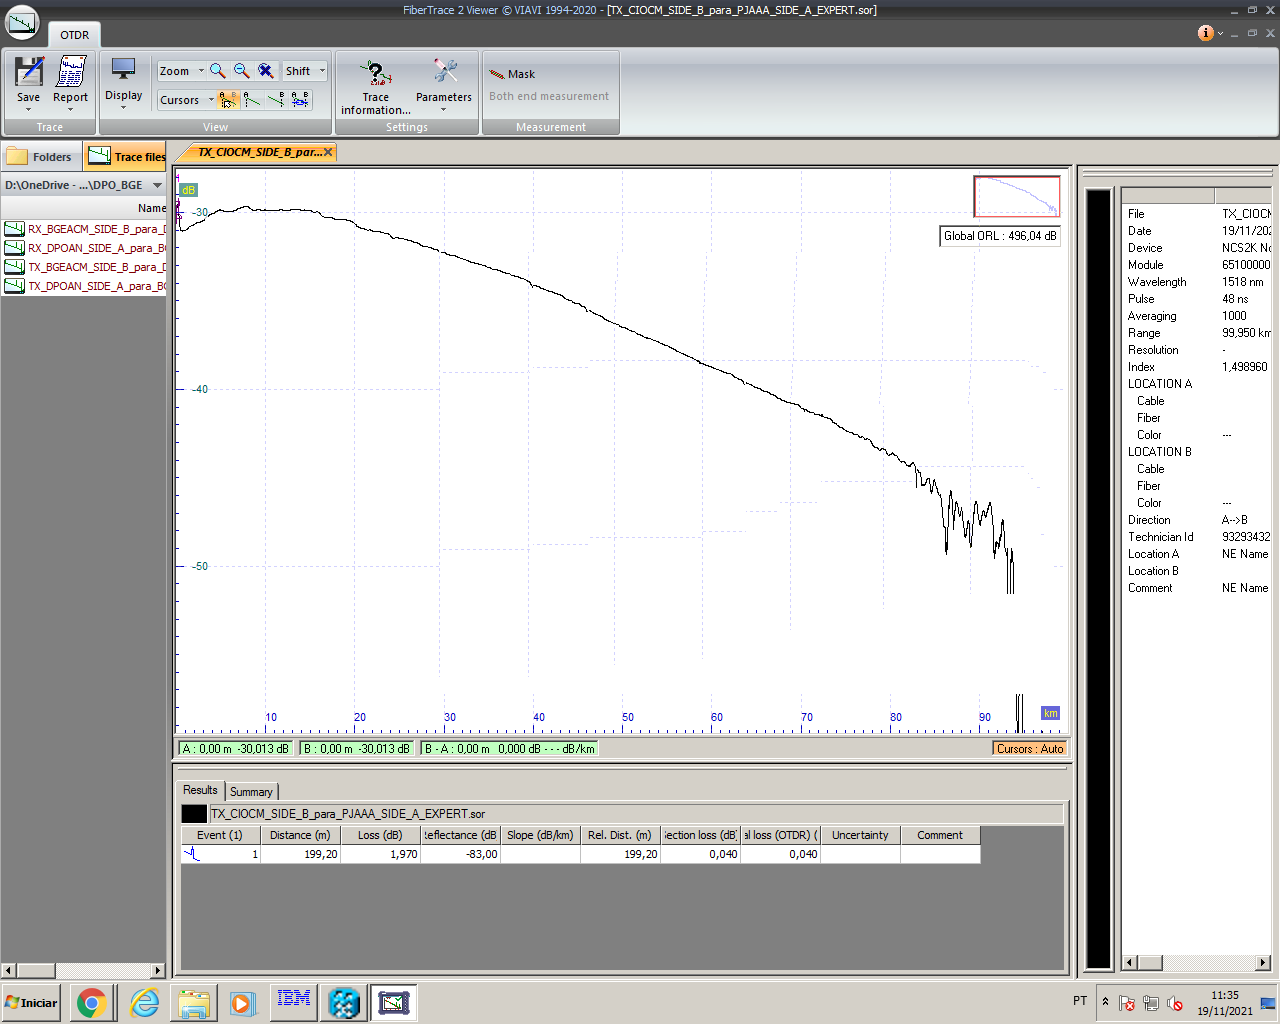 FiberTrace 2 Viewer © VIAVI 1994-2020 - [TX_CIOCM_SIDE_B_para_PJAAA_SIDE_A_EXPERT.sor]
OTDR
Save
Report
Trace
Display
Zoom
Shift
Cursors
View
Trace information...
Parameters
Settings
Mask
Both end measurement
Measurement
Folders
Trace files
D:\OneDrive - ...\DPO_BGE
Name
RX_BGEACM_SIDE_B_para_D
RX_DPOAN_SIDE_A_para_BG
TX_BGEACM_SIDE_B_para_D
TX_DPOAN_SIDE_A_para_BG
TX_CIOCM_SIDE_B_par...
dB
-30
-40
-50
Global ORL : 496,04 dB
10 20 30 40 50 60 70 80 90
km
A : 0,00 m -30,013 dB
B : 0,00 m -30,013 dB
B - A : 0,00 m 0,000 dB - - - dB/km
Cursors : Auto
Results
Summary
TX_CIOCM_SIDE_B_para_PJAAA_SIDE_A_EXPERT.sor
Event (1) Distance (m) Loss (dB) Reflectance (dB Slope (dB/km) Rel. Dist. (m) ection loss (dB) al loss (OTDR) ( Uncertainty Comment
1 199,20 1,970 -83,00 199,20 0,040 0,040
File TX_CIOCM
Date 19/11/202
Device NCS2K No
Module 65100000
Wavelength 1518 nm
Pulse 48 ns
Averaging 1000
Range 99,950 km
Resolution -
Index 1,498960
LOCATION A
Cable
Fiber
Color ---
LOCATION B
Cable
Fiber
Color ---
Direction A-->B
Technician Id 93293432
Location A NE Name
Location B
Comment NE Name
Iniciar
IBM
PT
11:35
19/11/2021